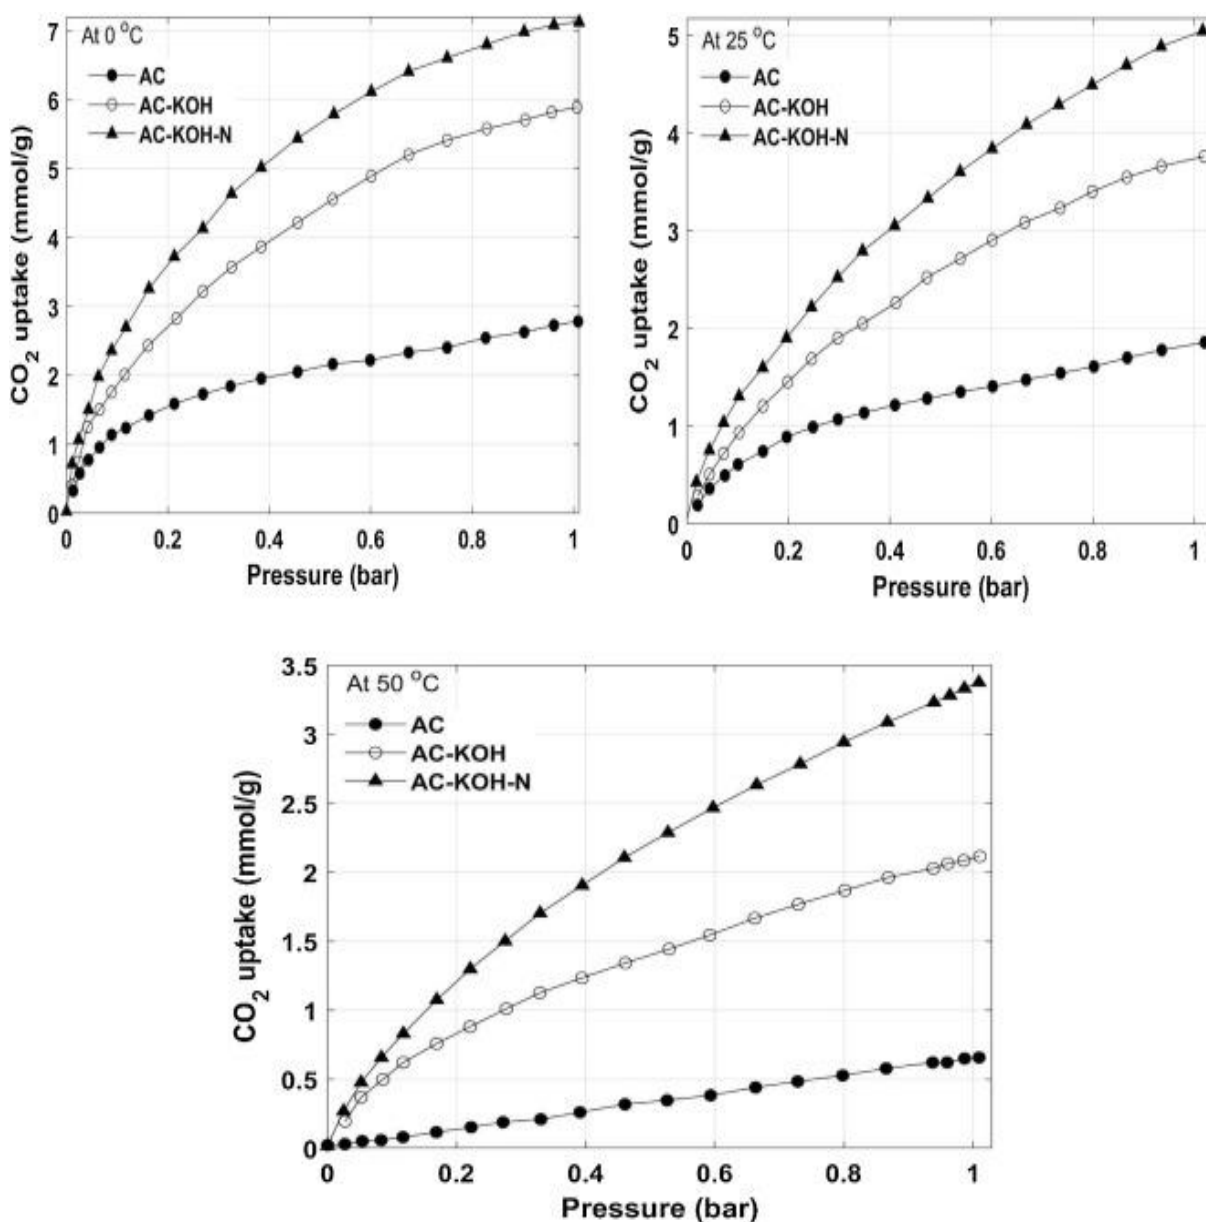 At 0 °C
AC
AC-KOH
AC-KOH-N
7
6
5
4
3
2
1
0
CO₂ uptake (mmol/g)
0 0.2 0.4 0.6 0.8 1
Pressure (bar)
At 25 °C
AC
AC-KOH
AC-KOH-N
5
4
3
2
1
0
CO₂ uptake (mmol/g)
0 0.2 0.4 0.6 0.8 1
Pressure (bar)
At 50 °C
AC
AC-KOH
AC-KOH-N
3.5
3
2.5
2
1.5
1
0.5
0
CO₂ uptake (mmol/g)
0 0.2 0.4 0.6 0.8 1
Pressure (bar)